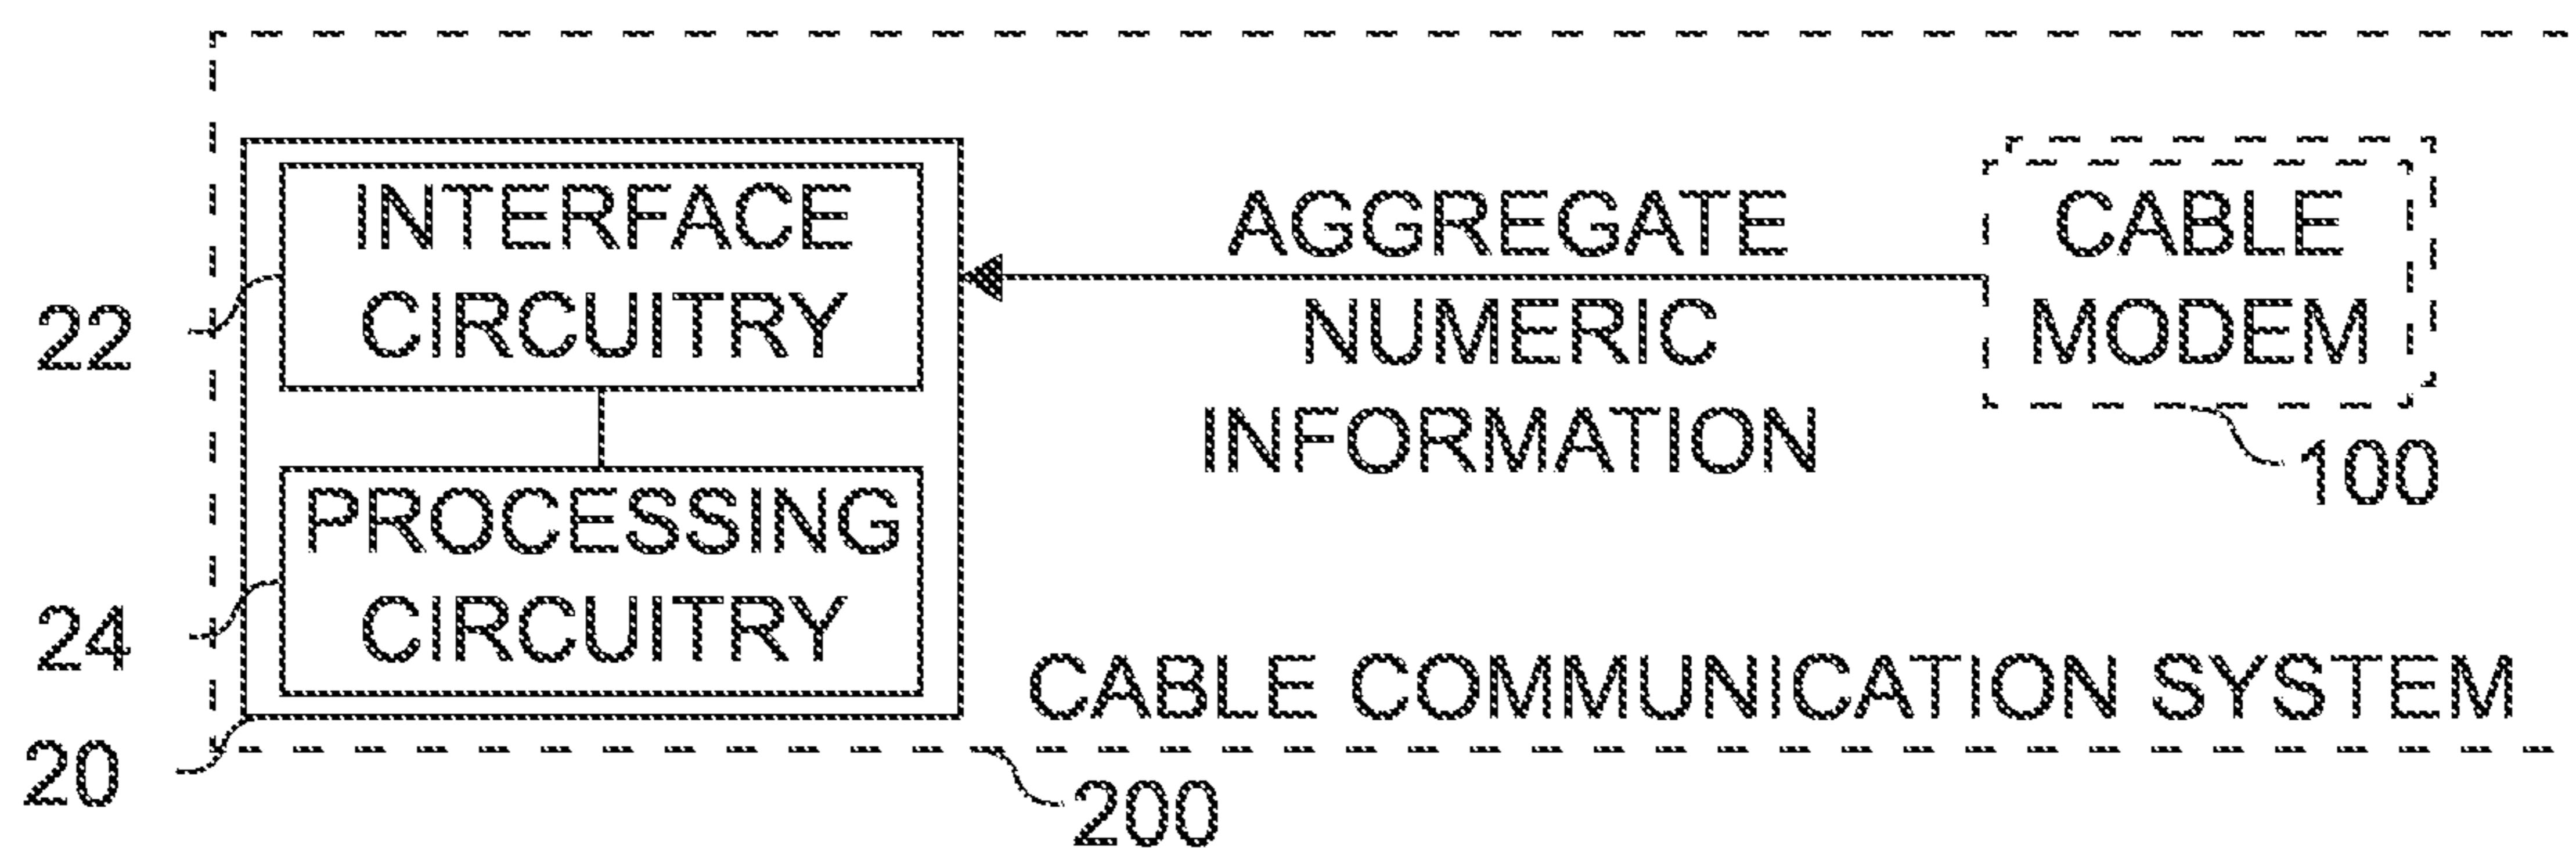 INTERFACE
CIRCUITRY
22
PROCESSING
CIRCUITRY
24
20
AGGREGATE
NUMERIC
INFORMATION
CABLE
MODEM
100
CABLE COMMUNICATION SYSTEM
200